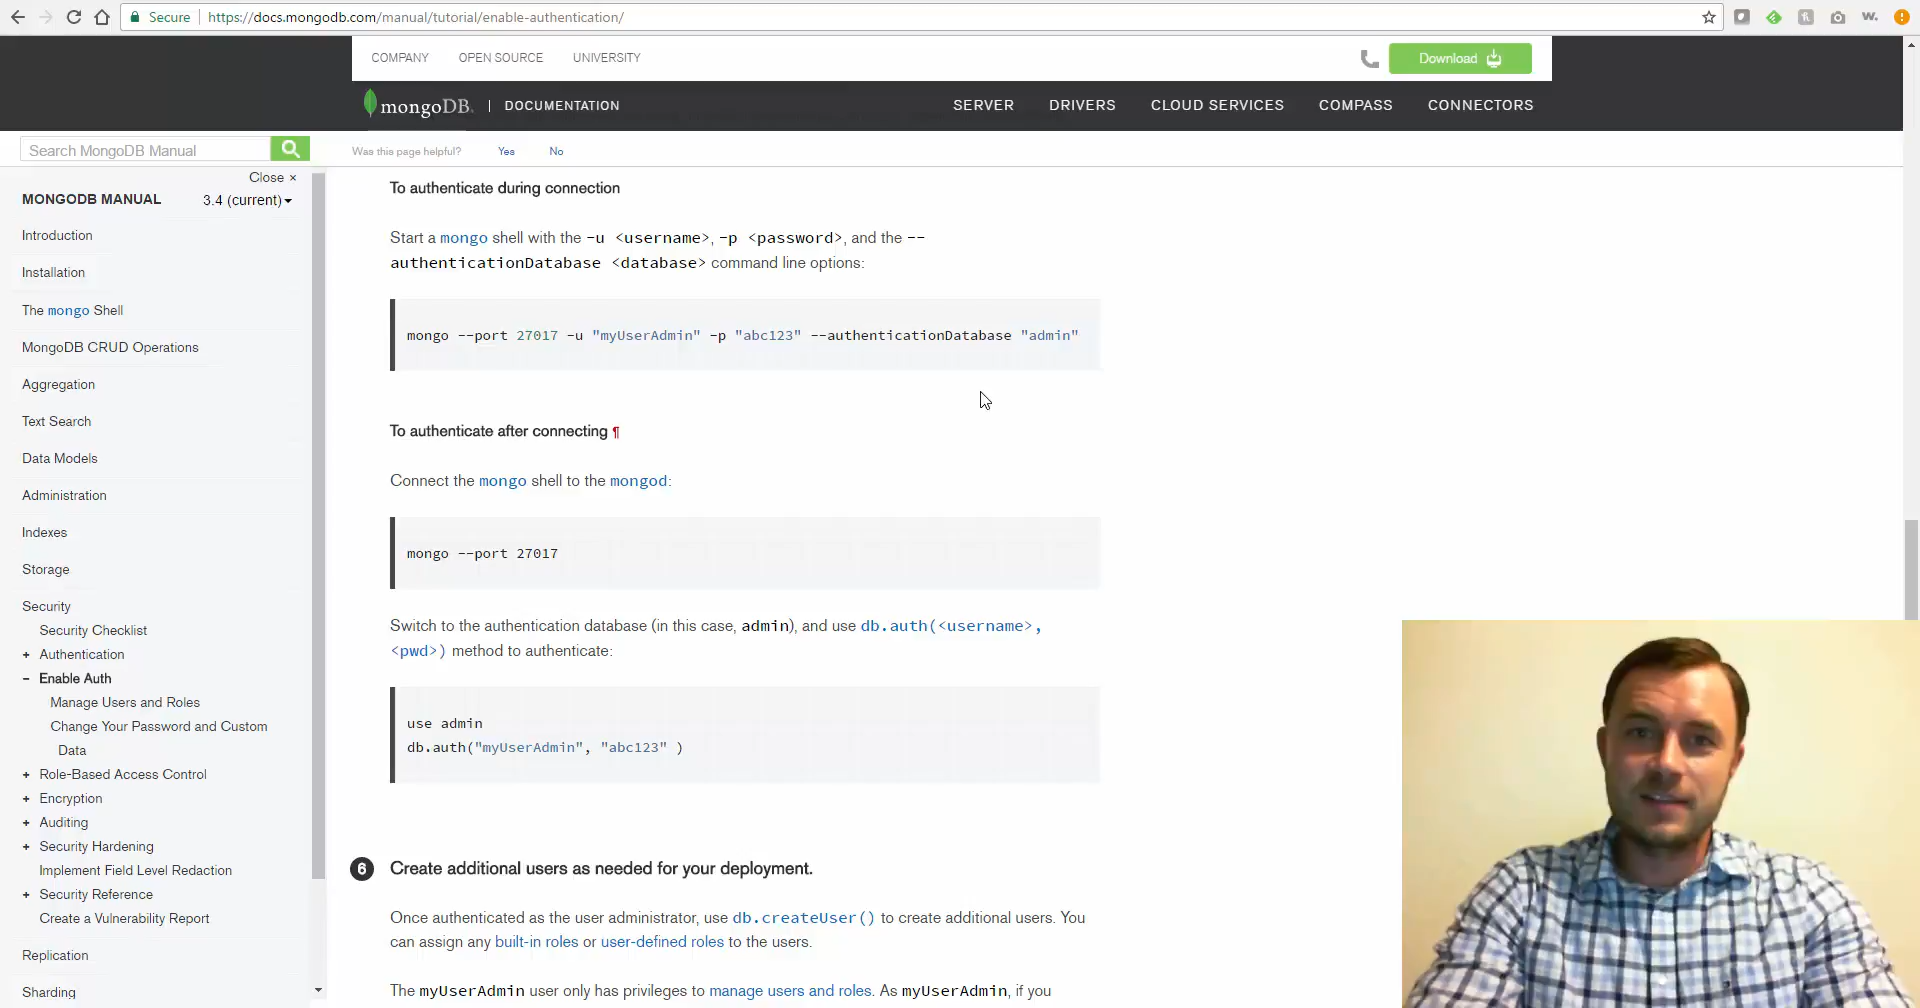 Secure https://docs.mongodb.com/manual/tutorial/enable-authentication/ w.
COMPANY OPEN SOURCE UNIVERSITY Download
mongoDB. | DOCUMENTATION SERVER DRIVERS CLOUD SERVICES COMPASS CONNECTORS
Search MongoDB Manual Was this page helpful? Yes No
Close ×
MONGODB MANUAL 3.4 (current)
Introduction
Installation
The mongo Shell
MongoDB CRUD Operations
Aggregation
Text Search
Data Models
Administration
Indexes
Storage
Security
Security Checklist
+ Authentication
− Enable Auth
Manage Users and Roles
Change Your Password and Custom
Data
+ Role-Based Access Control
+ Encryption
+ Auditing
+ Security Hardening
Implement Field Level Redaction
+ Security Reference
Create a Vulnerability Report
Replication
Sharding
To authenticate during connection
Start a mongo shell with the -u <username>, -p <password>, and the --
authenticationDatabase <database> command line options:
mongo --port 27017 -u "myUserAdmin" -p "abc123" --authenticationDatabase "admin"
To authenticate after connecting ¶
Connect the mongo shell to the mongod:
mongo --port 27017
Switch to the authentication database (in this case, admin), and use db.auth(<username>,
<pwd>) method to authenticate:
use admin
db.auth("myUserAdmin", "abc123" )
6 Create additional users as needed for your deployment.
Once authenticated as the user administrator, use db.createUser() to create additional users. You
can assign any built-in roles or user-defined roles to the users.
The myUserAdmin user only has privileges to manage users and roles. As myUserAdmin, if you